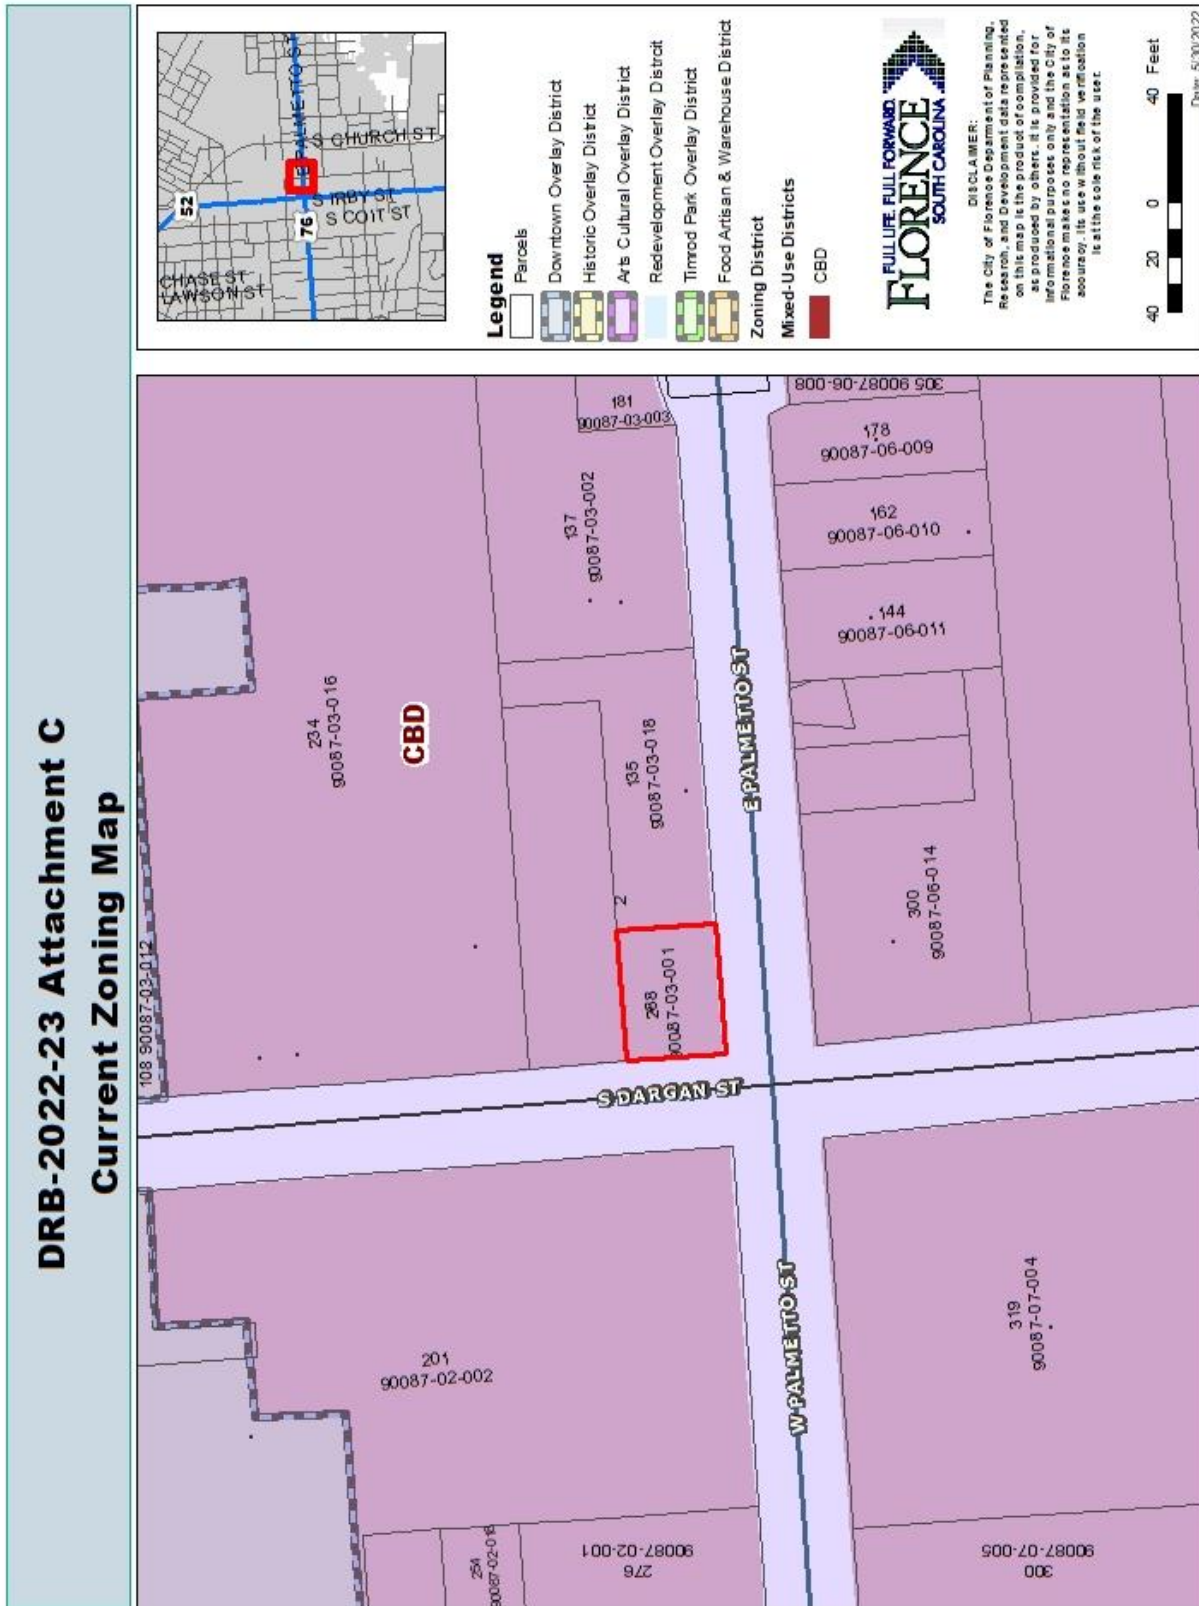 DRB-2022-23 Attachment C
Current Zoning Map
108 90087-03-012
234
90087-03-016
CBD
137
90087-03-002
181
90087-03-003
135
90087-03-018
2
268
90087-03-001
S DARGAN ST
E PALMETTO ST
W PALMETTO ST
305 90087-06-008
178
90087-06-009
162
90087-06-010
144
90087-06-011
300
90087-06-014
201
90087-02-002
319
90087-07-004
254
90087-02-018
276
90087-02-001
300
90087-07-005
52
76
E PALMETTO ST
S CHURCH ST
S IRBY ST
S COIT ST
CHASE ST
LAWSON ST
Legend
Parcels
Downtown Overlay District
Historic Overlay District
Arts Cultural Overlay District
Redevelopment Overlay Distroit
Timrod Park Overlay District
Food Artisan & Warehouse District
Zoning District
Mixed-Use Districts
CBD
FULL LIFE. FULL FORWARD.
FLORENCE
SOUTH CAROLINA
DISCLAIMER:
The City of Florence Deparment of Planning,
Research, and Development data represented
on this map is the product of compilation,
as produced by others. It is provided for
informational purposes only and the City of
Florence makes no representation as to its
accuracy. Its use without field verification
is at the sole risk of the user.
40 20 0 40 Feet